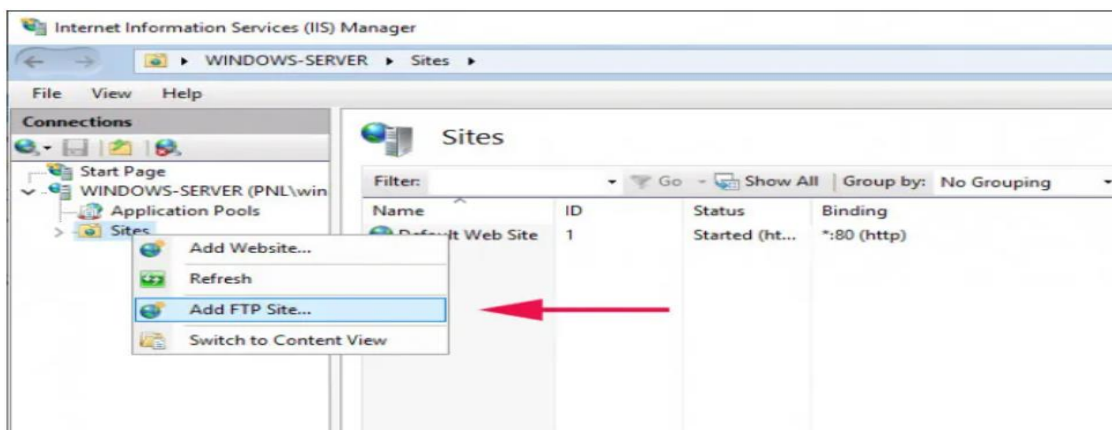 Internet Information Services (IIS) Manager
WINDOWS-SERVER Sites
File View Help
Connections
Start Page
WINDOWS-SERVER (PNL\win
Application Pools
Sites
Add Website...
Refresh
Add FTP Site...
Switch to Content View
Sites
Filter: Go Show All Group by: No Grouping
Name ID Status Binding
Default Web Site 1 Started (ht... *:80 (http)